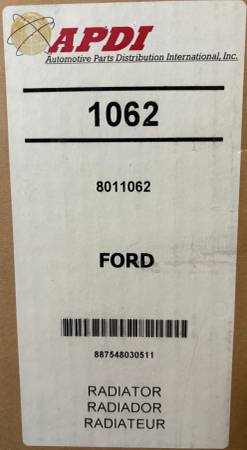 APDI
Automotive Parts Distribution International, Inc.
1062
8011062
FORD
887548030511
RADIATOR
RADIADOR
RADIATEUR